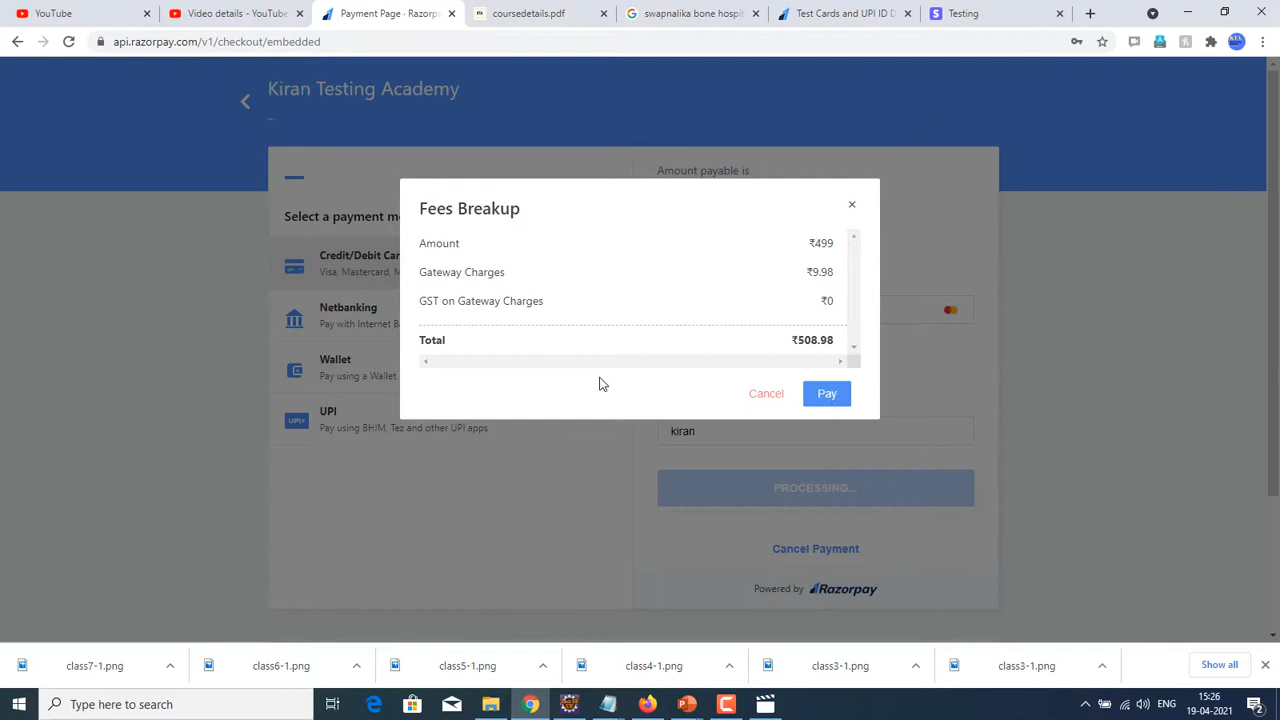 YouTube
Video details - YouTube
Payment Page - Razorpa
coursedetails.pdf
swapnalika bone hospit
Test Cards and UPI ID D
Testing
api.razorpay.com/v1/checkout/embedded
Kiran Testing Academy
...
Amount payable is
Select a payment m
Fees Breakup
Amount ₹499
Gateway Charges ₹9.98
GST on Gateway Charges ₹0
Total ₹508.98
Cancel Pay
Credit/Debit Car
Visa, Mastercard, M
Netbanking
Pay with Internet Ba
Wallet
Pay using a Wallet
UPI
Pay using BHIM, Tez and other UPI apps
kiran
PROCESSING...
Cancel Payment
Powered by Razorpay
class7-1.png
class6-1.png
class5-1.png
class4-1.png
class3-1.png
class3-1.png
Show all
Type here to search
ENG
15:26
19-04-2021
2